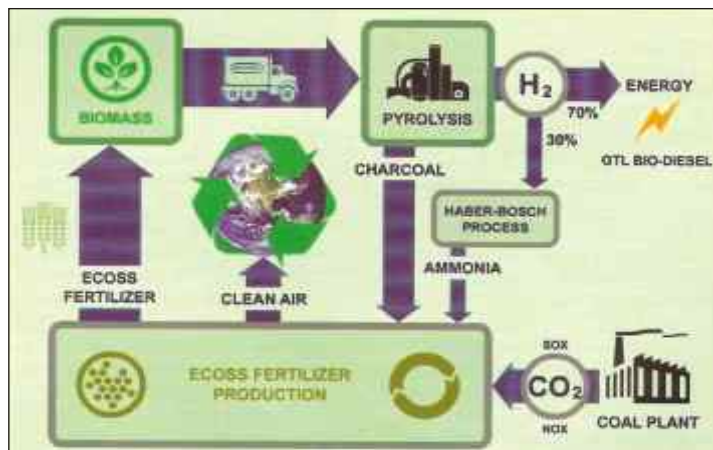 BIOMASS
PYROLYSIS
H2
70%
30%
ENERGY
GTL BIO-DIESEL
CHARCOAL
HABER-BOSCH
PROCESS
AMMONIA
ECOSS
FERTILIZER
CLEAN AIR
ECOSS FERTILIZER
PRODUCTION
SOX
CO2
NOX
COAL PLANT